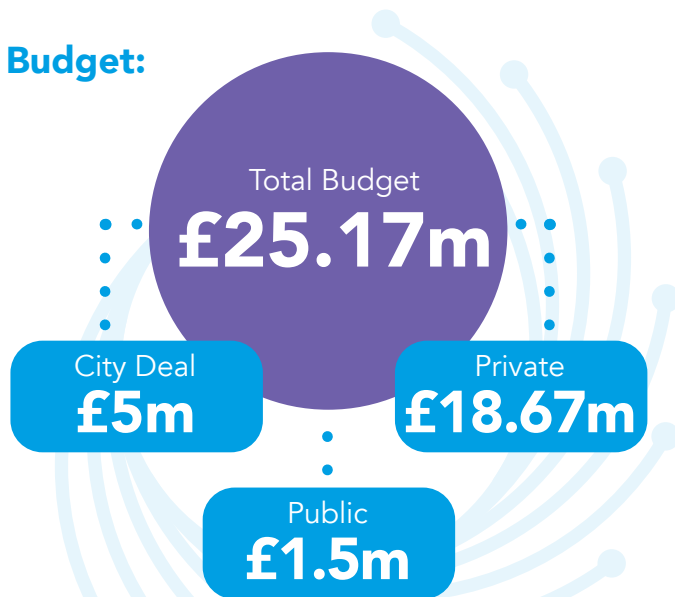 Budget:
Total Budget
£25.17m
City Deal
£5m
Private
£18.67m
Public
£1.5m